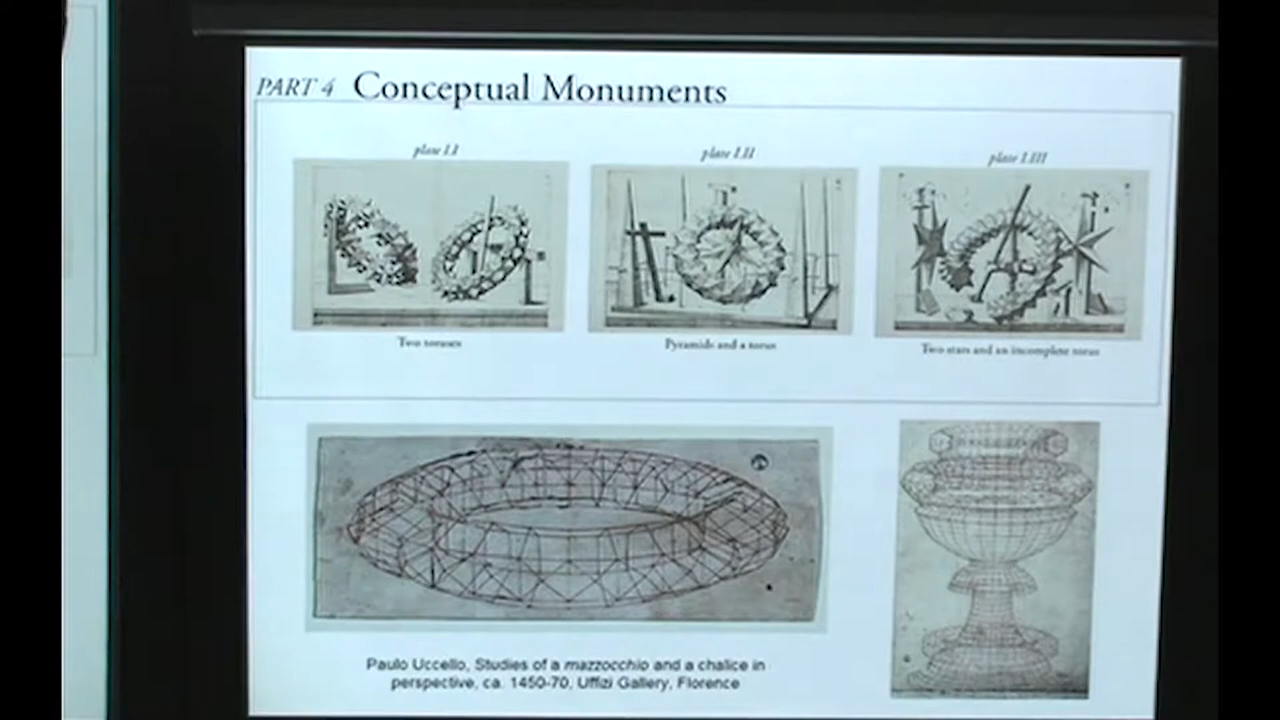 PART 4 Conceptual Monuments
plate I.I
plate I.II
plate I.III
Two toruses
Pyramids and a torus
Two stars and an incomplete torus
Paulo Uccello, Studies of a mazzocchio and a chalice in
perspective, ca. 1450-70, Uffizi Gallery, Florence